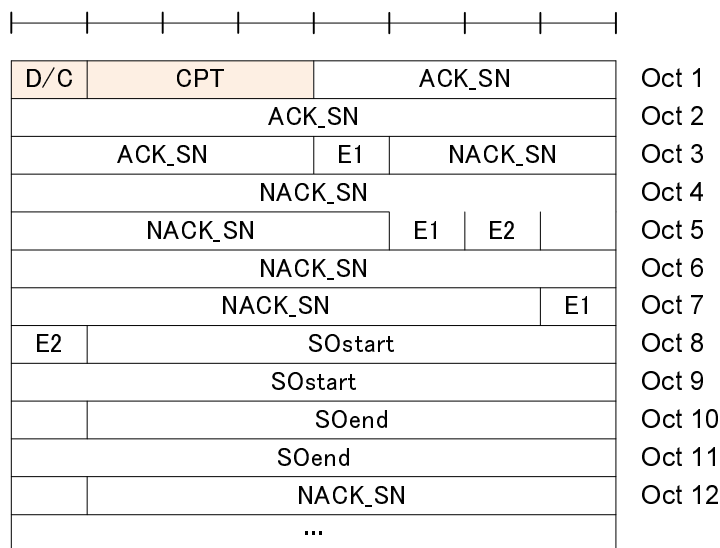 D/C CPT ACK_SN Oct 1
ACK_SN Oct 2
ACK_SN E1 NACK_SN Oct 3
NACK_SN Oct 4
NACK_SN E1 E2 Oct 5
NACK_SN Oct 6
NACK_SN E1 Oct 7
E2 SOstart Oct 8
SOstart Oct 9
SOend Oct 10
SOend Oct 11
NACK_SN Oct 12
...